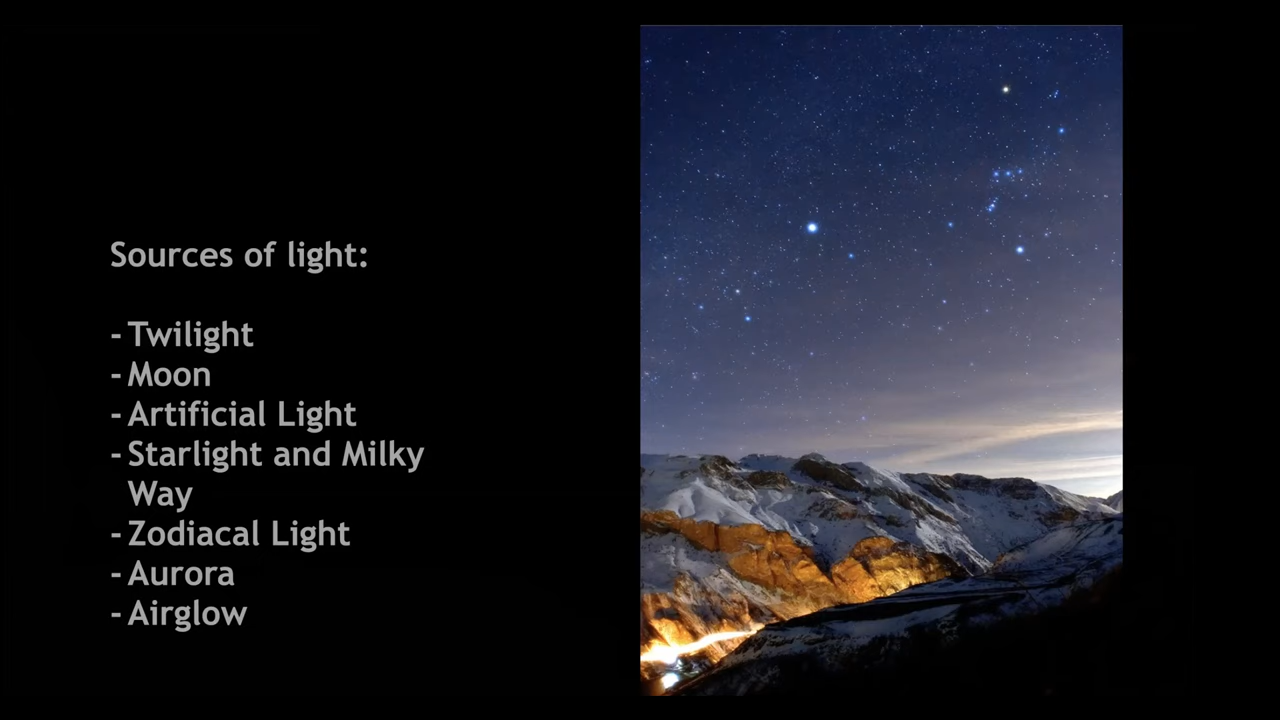 Sources of light:
- Twilight
- Moon
- Artificial Light
- Starlight and Milky
Way
- Zodiacal Light
- Aurora
- Airglow